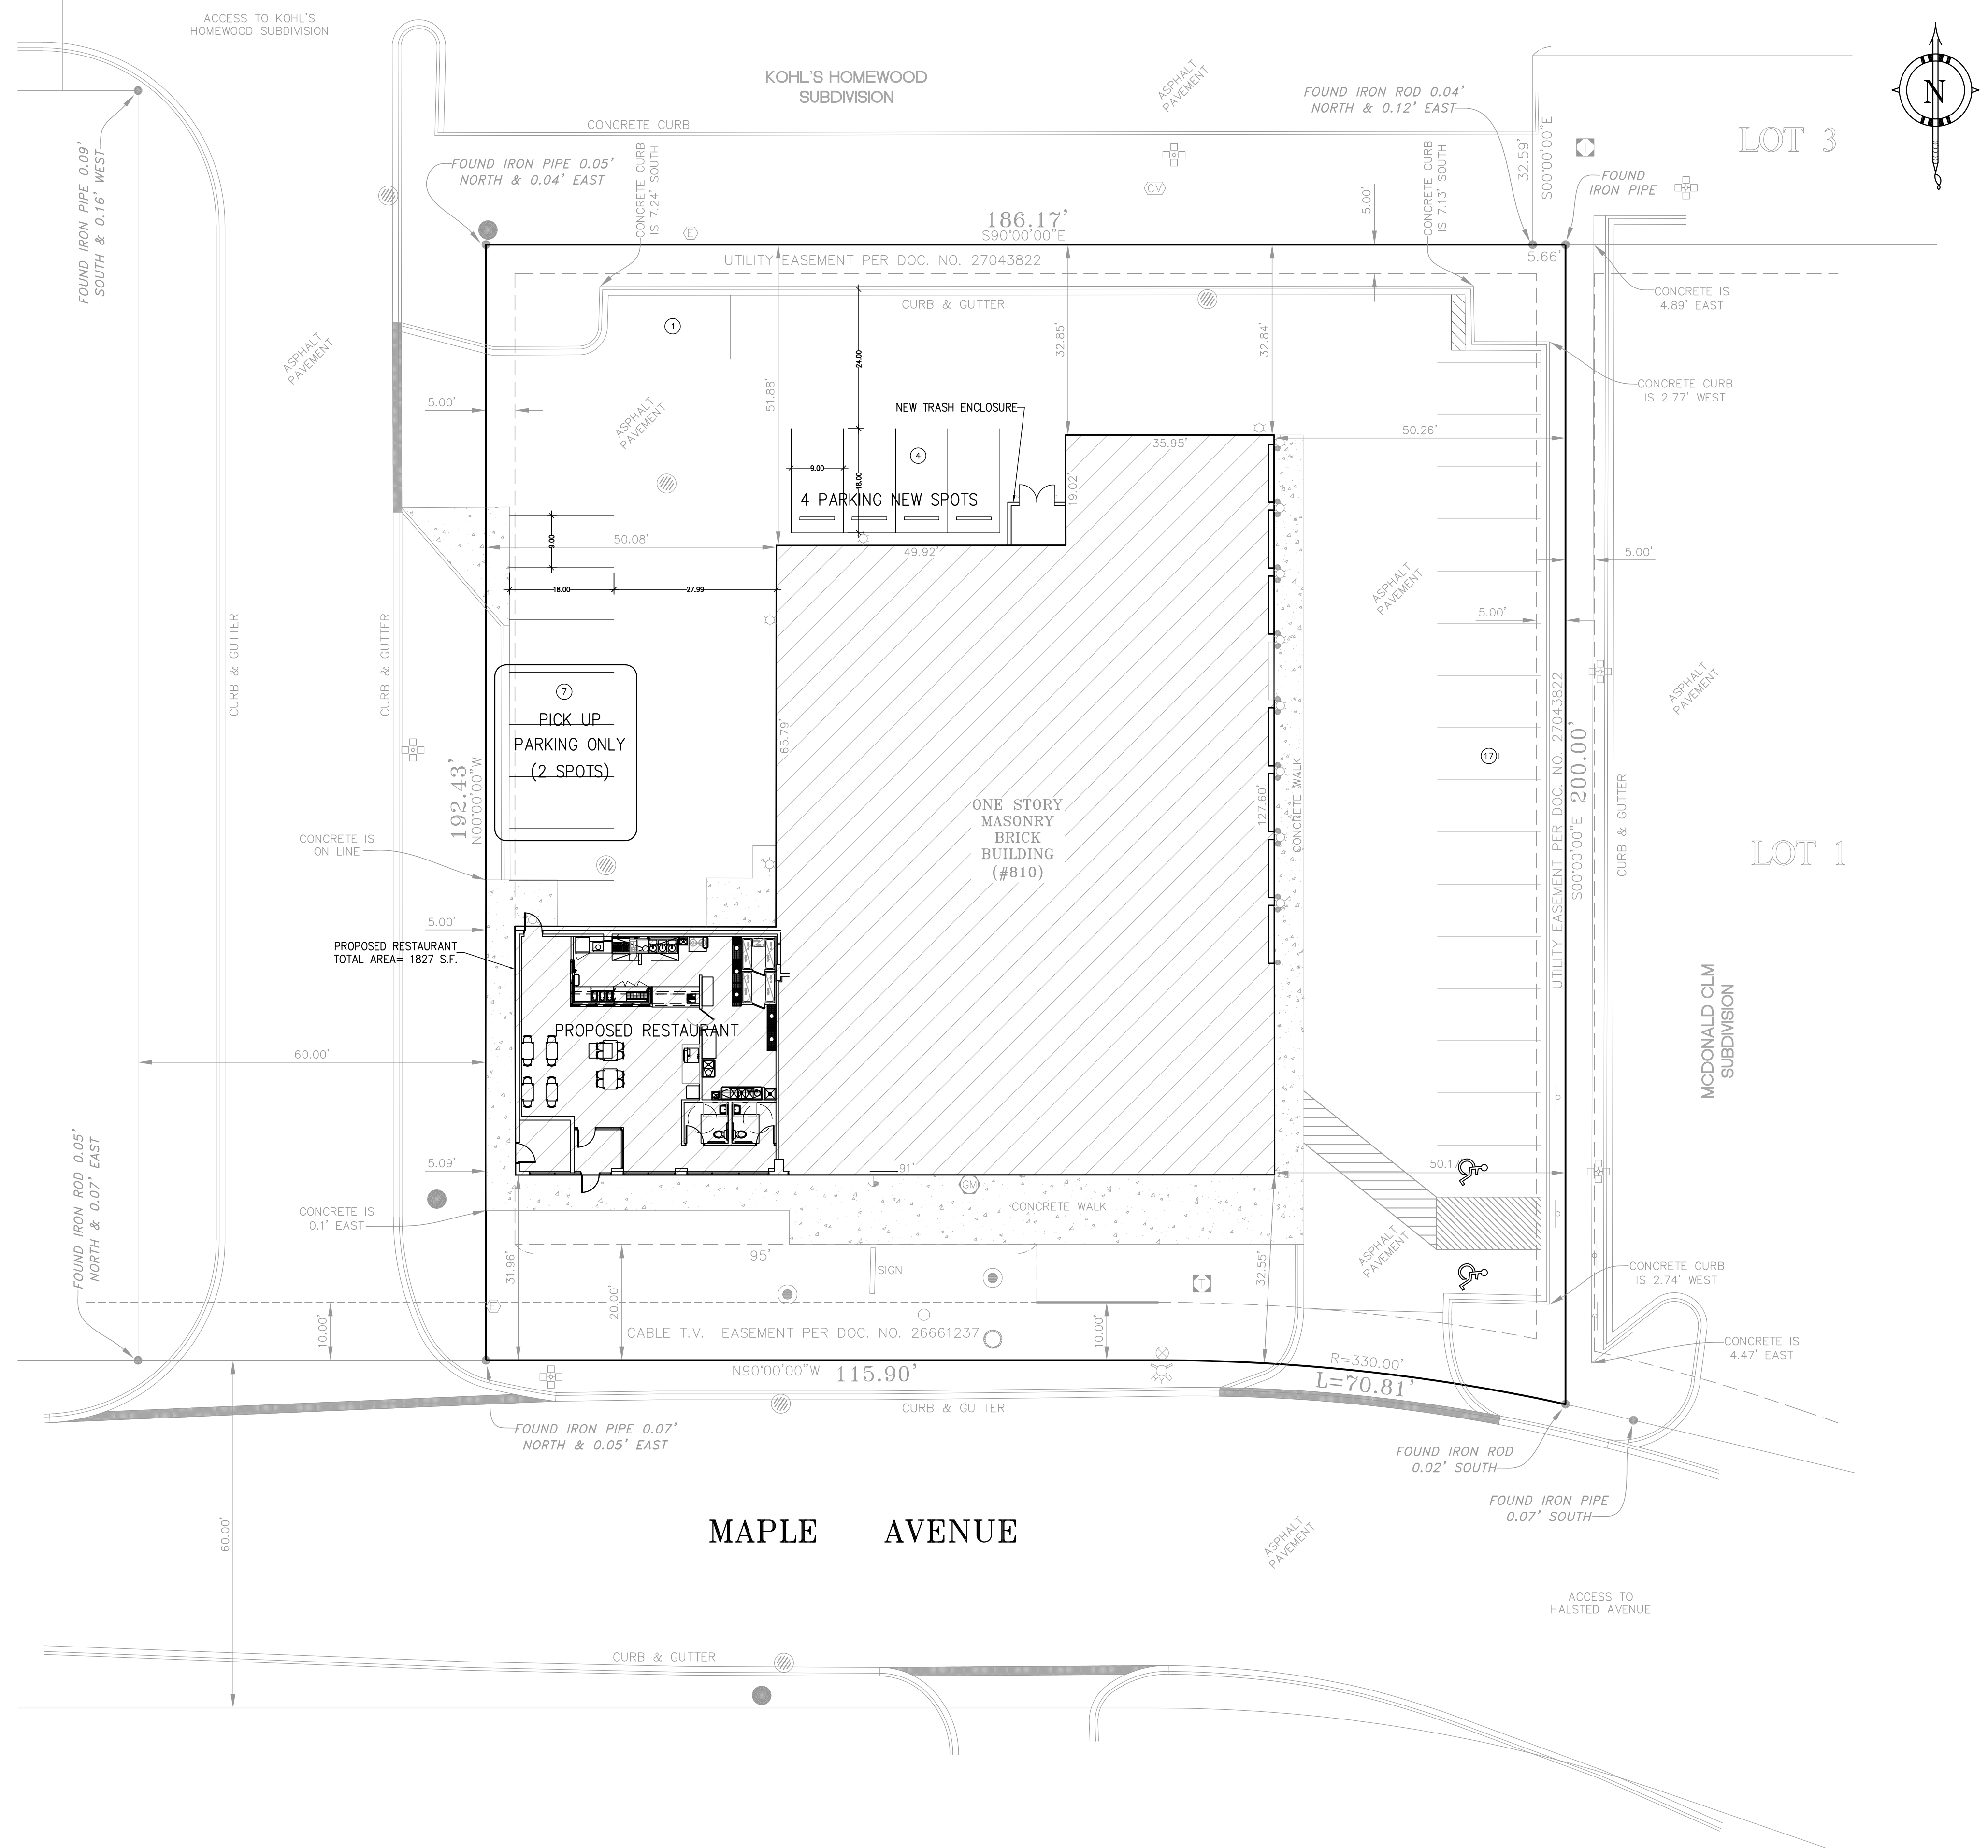 ACCESS TO KOHL'S
HOMEWOOD SUBDIVISION
KOHL'S HOMEWOOD
SUBDIVISION
ASPHALT
PAVEMENT
FOUND IRON ROD 0.04'
NORTH & 0.12' EAST
N
LOT 3
CONCRETE CURB
32.59'
S00°00'00"E
T
FOUND IRON PIPE 0.09'
SOUTH & 0.16' WEST
FOUND IRON PIPE 0.05'
NORTH & 0.04' EAST
CONCRETE CURB
IS 7.24' SOUTH
CV
CONCRETE CURB
IS 7.13' SOUTH
FOUND
IRON PIPE
5.00'
186.17'
S90°00'00"E
E
5.66'
UTILITY EASEMENT PER DOC. NO. 27043822
CURB & GUTTER
CONCRETE IS
4.89' EAST
1
24.00
51.88'
32.85'
32.84'
ASPHALT
PAVEMENT
CONCRETE CURB
IS 2.77' WEST
5.00'
ASPHALT
PAVEMENT
NEW TRASH ENCLOSURE
4
9.00
18.00
4 PARKING NEW SPOTS
35.95'
50.26'
19.02'
9.00
50.08'
49.92'
5.00'
18.00
27.99
ASPHALT
PAVEMENT
5.00'
CURB & GUTTER
CURB & GUTTER
7
PICK UP
PARKING ONLY
(2 SPOTS)
65.79'
192.43'
N00°00'00"W
ONE STORY
MASONRY
BRICK
BUILDING
(#810)
127.60'
CONCRETE WALK
17
UTILITY EASEMENT PER DOC. NO. 27043822
S00°00'00"E
200.00'
ASPHALT
PAVEMENT
CURB & GUTTER
LOT 1
CONCRETE IS
ON LINE
5.00'
PROPOSED RESTAURANT
TOTAL AREA= 1827 S.F.
PROPOSED RESTAURANT
MCDONALD CLM
SUBDIVISION
60.00'
FOUND IRON ROD 0.05'
NORTH & 0.07' EAST
5.09'
91'
GM
50.17'
CONCRETE IS
0.1' EAST
CONCRETE WALK
31.96'
95'
SIGN
20.00'
32.55'
T
ASPHALT
PAVEMENT
CONCRETE CURB
IS 2.74' WEST
E
10.00'
CABLE T.V. EASEMENT PER DOC. NO. 26661237
10.00'
CONCRETE IS
4.47' EAST
N90°00'00"W 115.90'
R=330.00'
L=70.81'
CURB & GUTTER
FOUND IRON PIPE 0.07'
NORTH & 0.05' EAST
FOUND IRON ROD
0.02' SOUTH
FOUND IRON PIPE
0.07' SOUTH
60.00'
MAPLE AVENUE
ASPHALT
PAVEMENT
ACCESS TO
HALSTED AVENUE
CURB & GUTTER